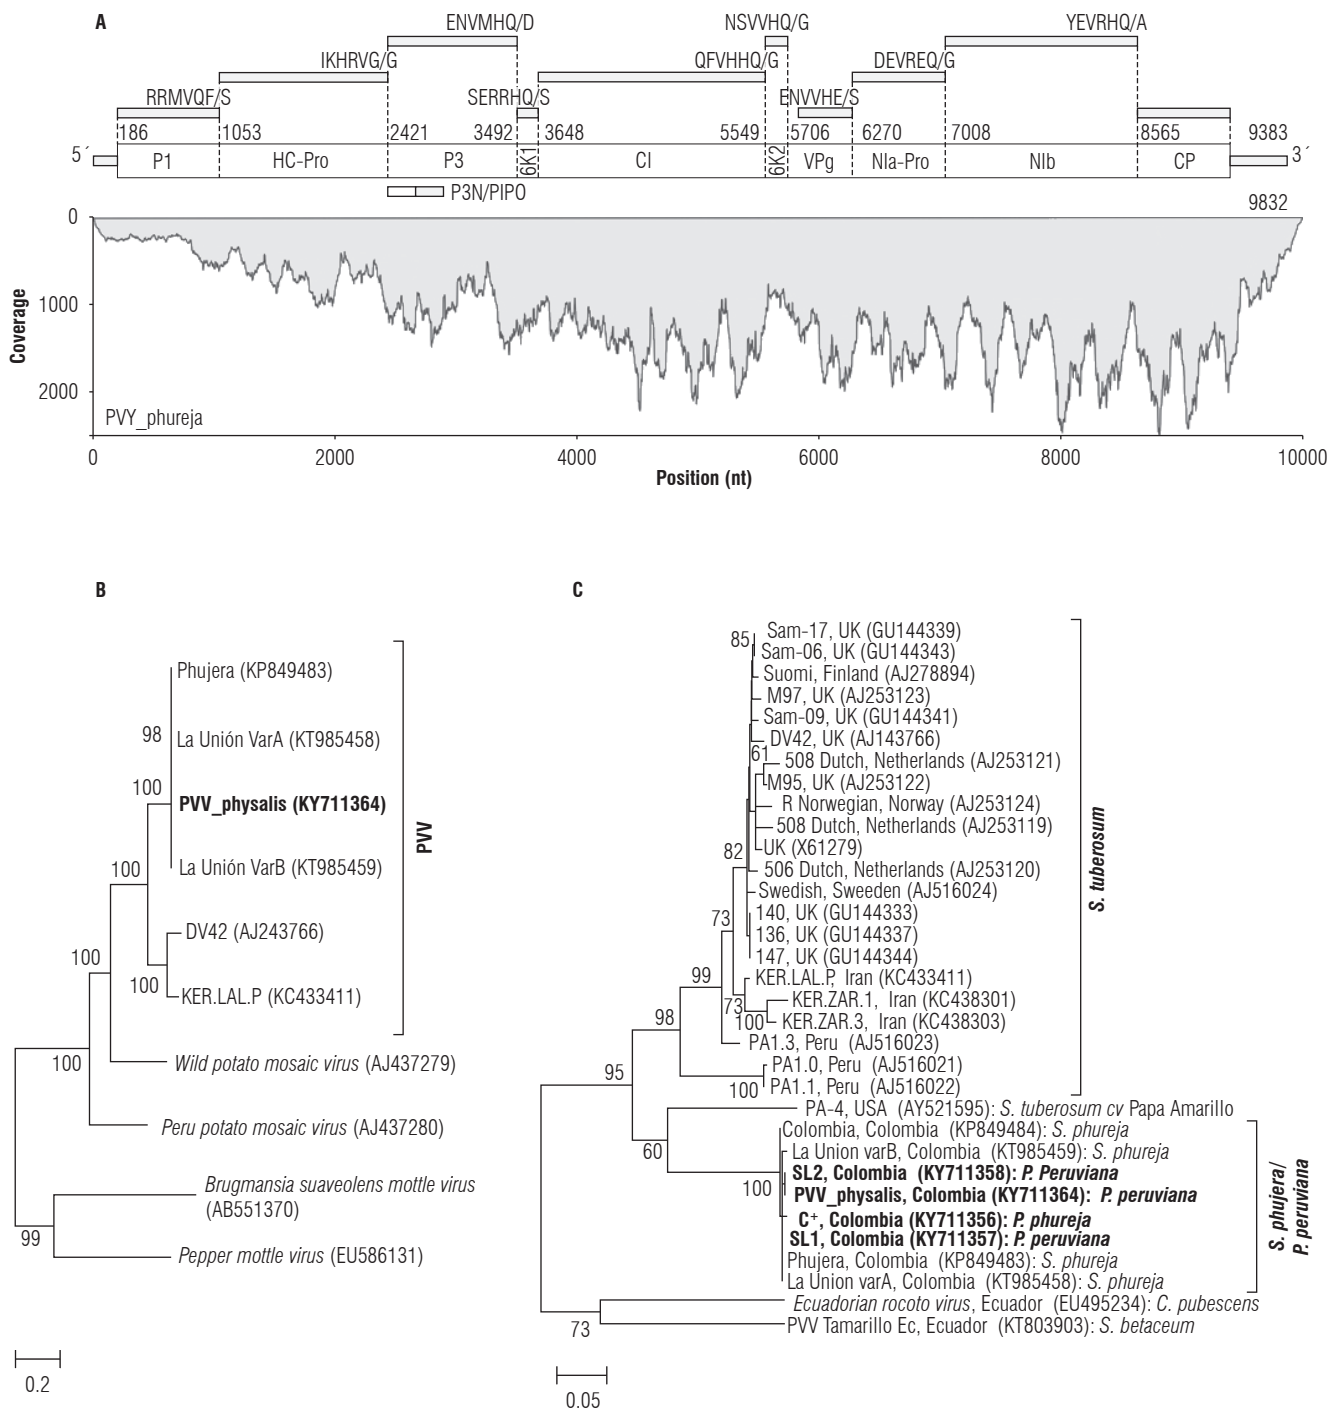 A
ENVMHQ/D
NSVVHQ/G
YEVRHQ/A
IKHRVG/G
QFVHHQ/G
DEVREQ/G
RRMVQF/S
SERRHQ/S
ENVVHE/S
186 1053 2421 3492 3648 5549 5706 6270 7008 8565 9383
5´ P1 HC-Pro P3 6K1 CI 6K2 VPg NIa-Pro NIb CP 3´
P3N/PIPO
9832
0
1000
2000
Coverage
PVY_phureja
0 2000 4000 6000 8000 10000
Position (nt)
B
Phujera (KP849483)
98
La Unión VarA (KT985458)
100
PVV_physalis (KY711364)
La Unión VarB (KT985459)
100
DV42 (AJ243766)
100
100
KER.LAL.P (KC433411)
PVV
100
Wild potato mosaic virus (AJ437279)
Peru potato mosaic virus (AJ437280)
Brugmansia suaveolens mottle virus
(AB551370)
99
Pepper mottle virus (EU586131)
0.2
C
85
Sam-17, UK (GU144339)
Sam-06, UK (GU144343)
Suomi, Finland (AJ278894)
M97, UK (AJ253123)
Sam-09, UK (GU144341)
DV42, UK (AJ143766)
61
508 Dutch, Netherlands (AJ253121)
M95, UK (AJ253122)
R Norwegian, Norway (AJ253124)
508 Dutch, Netherlands (AJ253119)
82
UK (X61279)
506 Dutch, Netherlands (AJ253120)
Swedish, Sweden (AJ516024)
73
140, UK (GU144333)
136, UK (GU144337)
147, UK (GU144344)
99
KER.LAL.P, Iran (KC433411)
73
KER.ZAR.1, Iran (KC438301)
98
100
KER.ZAR.3, Iran (KC438303)
PA1.3, Peru (AJ516023)
PA1.0, Peru (AJ516021)
95
100
PA1.1, Peru (AJ516022)
S. tuberosum
PA-4, USA (AY521595): S. tuberosum cv Papa Amarillo
Colombia, Colombia (KP849484): S. phureja
60
La Union varB, Colombia (KT985459): S. phureja
SL2, Colombia (KY711358): P. Peruviana
100
PVV_physalis, Colombia (KY711364): P. peruviana
C+, Colombia (KY711356): P. phureja
SL1, Colombia (KY711357): P. peruviana
Phujera, Colombia (KP849483): S. phureja
La Union varA, Colombia (KT985458): S. phureja
S. phujera/
P. peruviana
Ecuadorian rocoto virus, Ecuador (EU495234): C. pubescens
73
PVV Tamarillo Ec, Ecuador (KT803903): S. betaceum
0.05